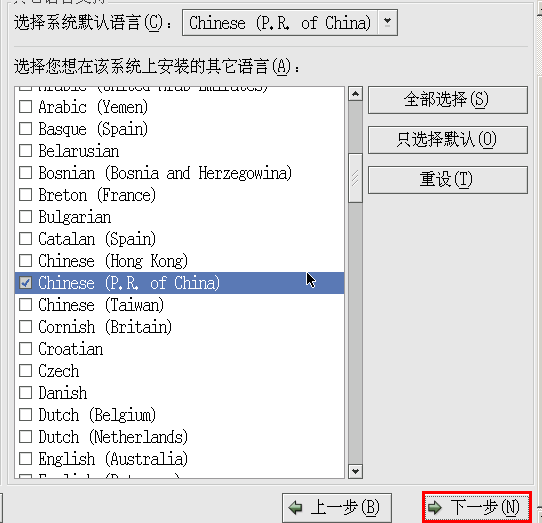 选择系统默认语言(C)： Chinese (P.R. of China)
选择您想在该系统上安装的其它语言(A)：
Arabic (United Arab Emirates)
Arabic (Yemen)
Basque (Spain)
Belarusian
Bosnian (Bosnia and Herzegowina)
Breton (France)
Bulgarian
Catalan (Spain)
Chinese (Hong Kong)
Chinese (P.R. of China)
Chinese (Taiwan)
Cornish (Britain)
Croatian
Czech
Danish
Dutch (Belgium)
Dutch (Netherlands)
English (Australia)
全部选择(S)
只选择默认(O)
重设(T)
上一步(B)
下一步(N)